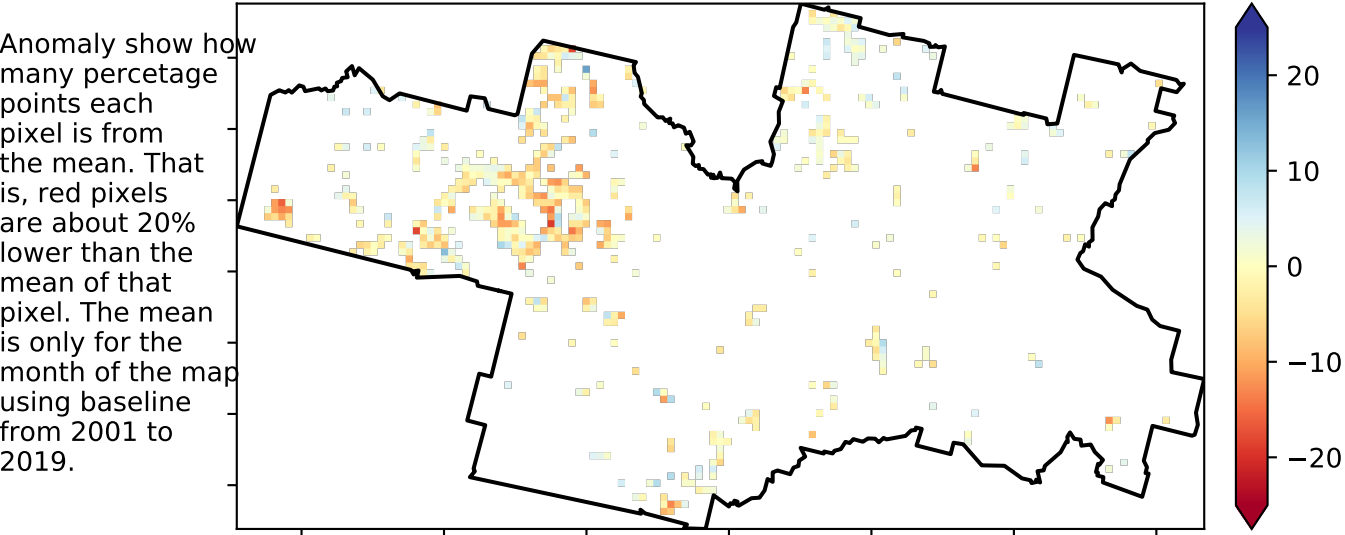 Anomaly show how
many percetage
points each
pixel is from
the mean. That
is, red pixels
are about 20%
lower than the
mean of that
pixel. The mean
is only for the
month of the map
using baseline
from 2001 to
2019.
20
10
0
−10
−20